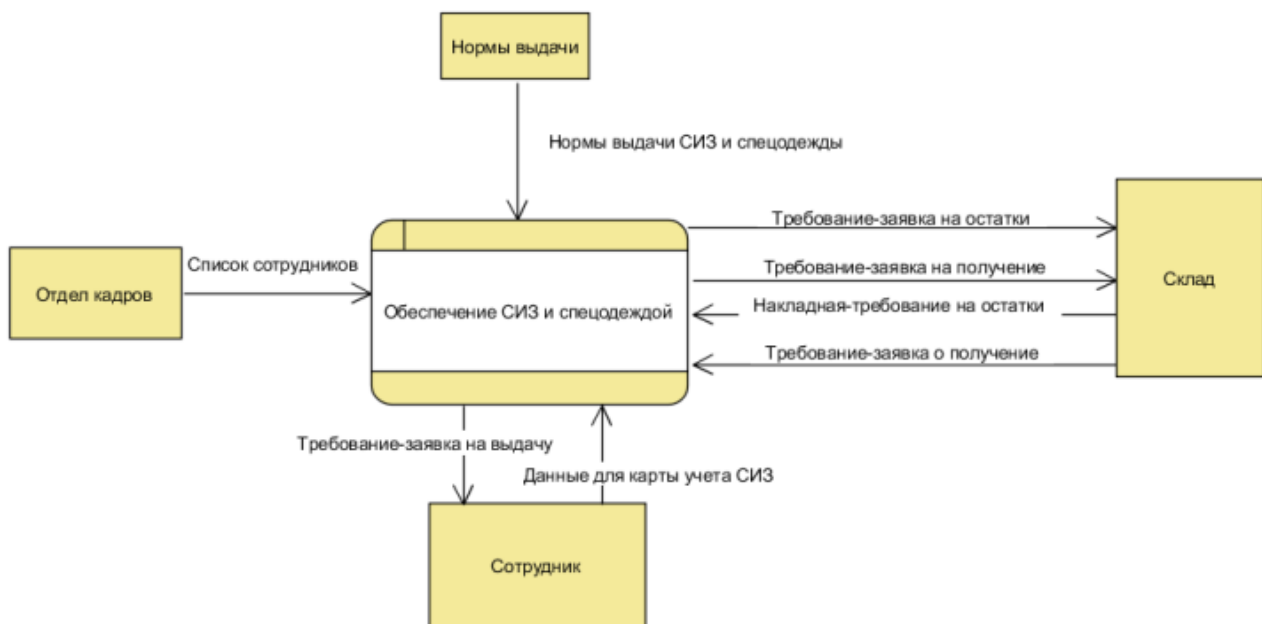 Нормы выдачи
Нормы выдачи СИЗ и спецодежды
Требование-заявка на остатки
Список сотрудников
Требование-заявка на получение
Склад
Отдел кадров
Накладная-требование на остатки
Обеспечение СИЗ и спецодеждой
Требование-заявка о получение
Требование-заявка на выдачу
Данные для карты учета СИЗ
Сотрудник